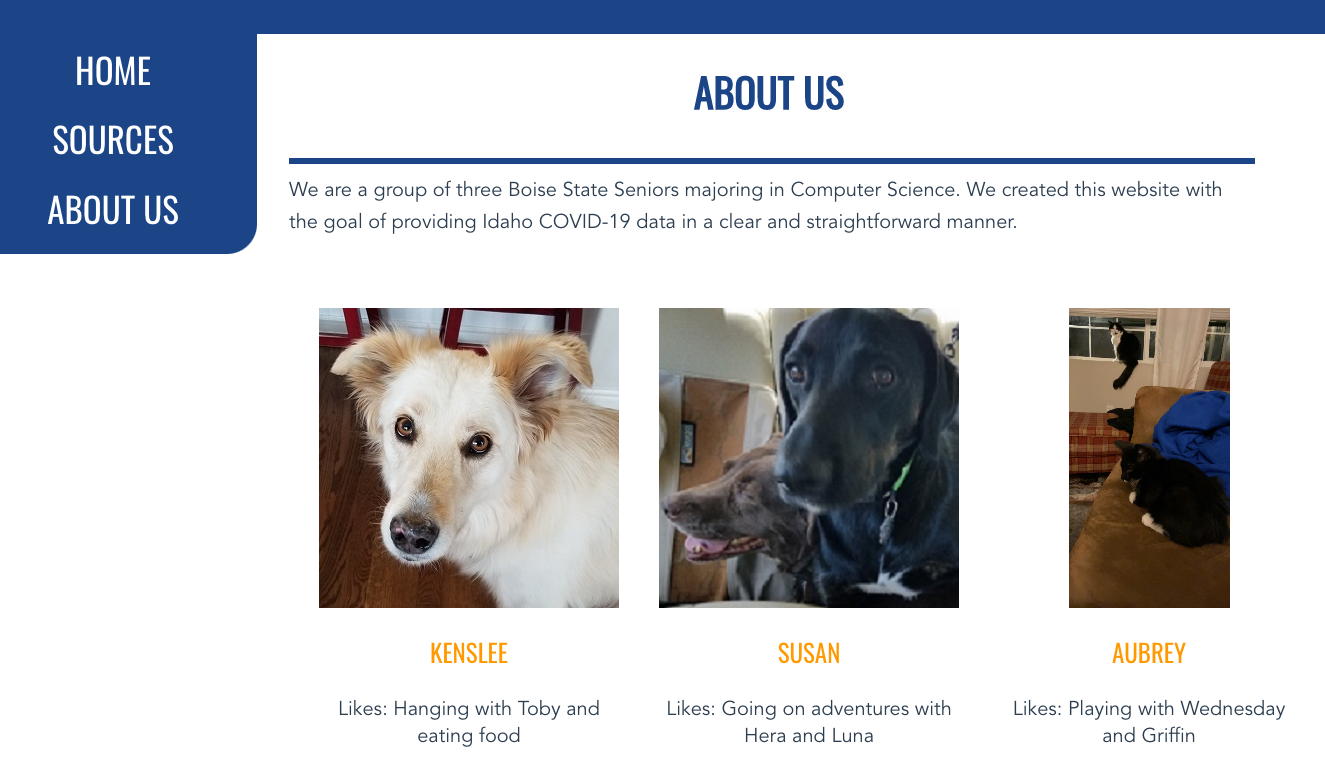 HOME
SOURCES
ABOUT US
ABOUT US
We are a group of three Boise State Seniors majoring in Computer Science. We created this website with
the goal of providing Idaho COVID-19 data in a clear and straightforward manner.
KENSLEE
Likes: Hanging with Toby and
eating food
SUSAN
Likes: Going on adventures with
Hera and Luna
AUBREY
Likes: Playing with Wednesday
and Griffin